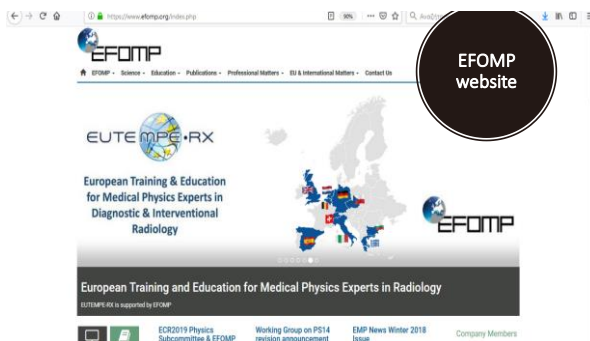 https://www.efomp.org/index.php
90%
EFOMP
website
EFOMP
EFOMP
Science
Education
Publications
Professional Matters
EU & International Matters
Contact Us
EUTEMPE-RX
European Training & Education
for Medical Physics Experts in
Diagnostic & Interventional
Radiology
EFOMP
European Training and Education for Medical Physics Experts in Radiology
EUTEMPE-RX is supported by EFOMP
ECR2019 Physics
Subcommittee & EFOMP
Working Group on PS14
revision announcement
EMP News Winter 2018
Issue
Company Members